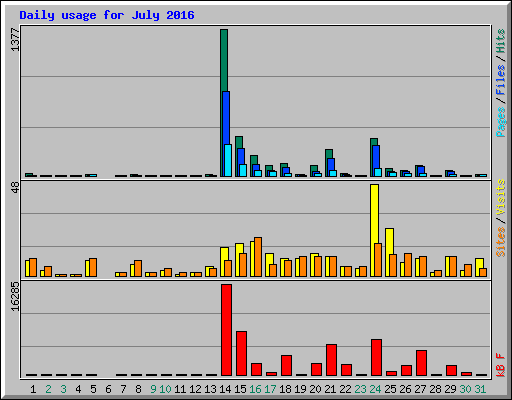 Daily usage for July 2016
1377
Pages/Files/Hits
48
Sites/Visits
16285
kB F
1 2 3 4 5 6 7 8 9 10 11 12 13 14 15 16 17 18 19 20 21 22 23 24 25 26 27 28 29 30 31